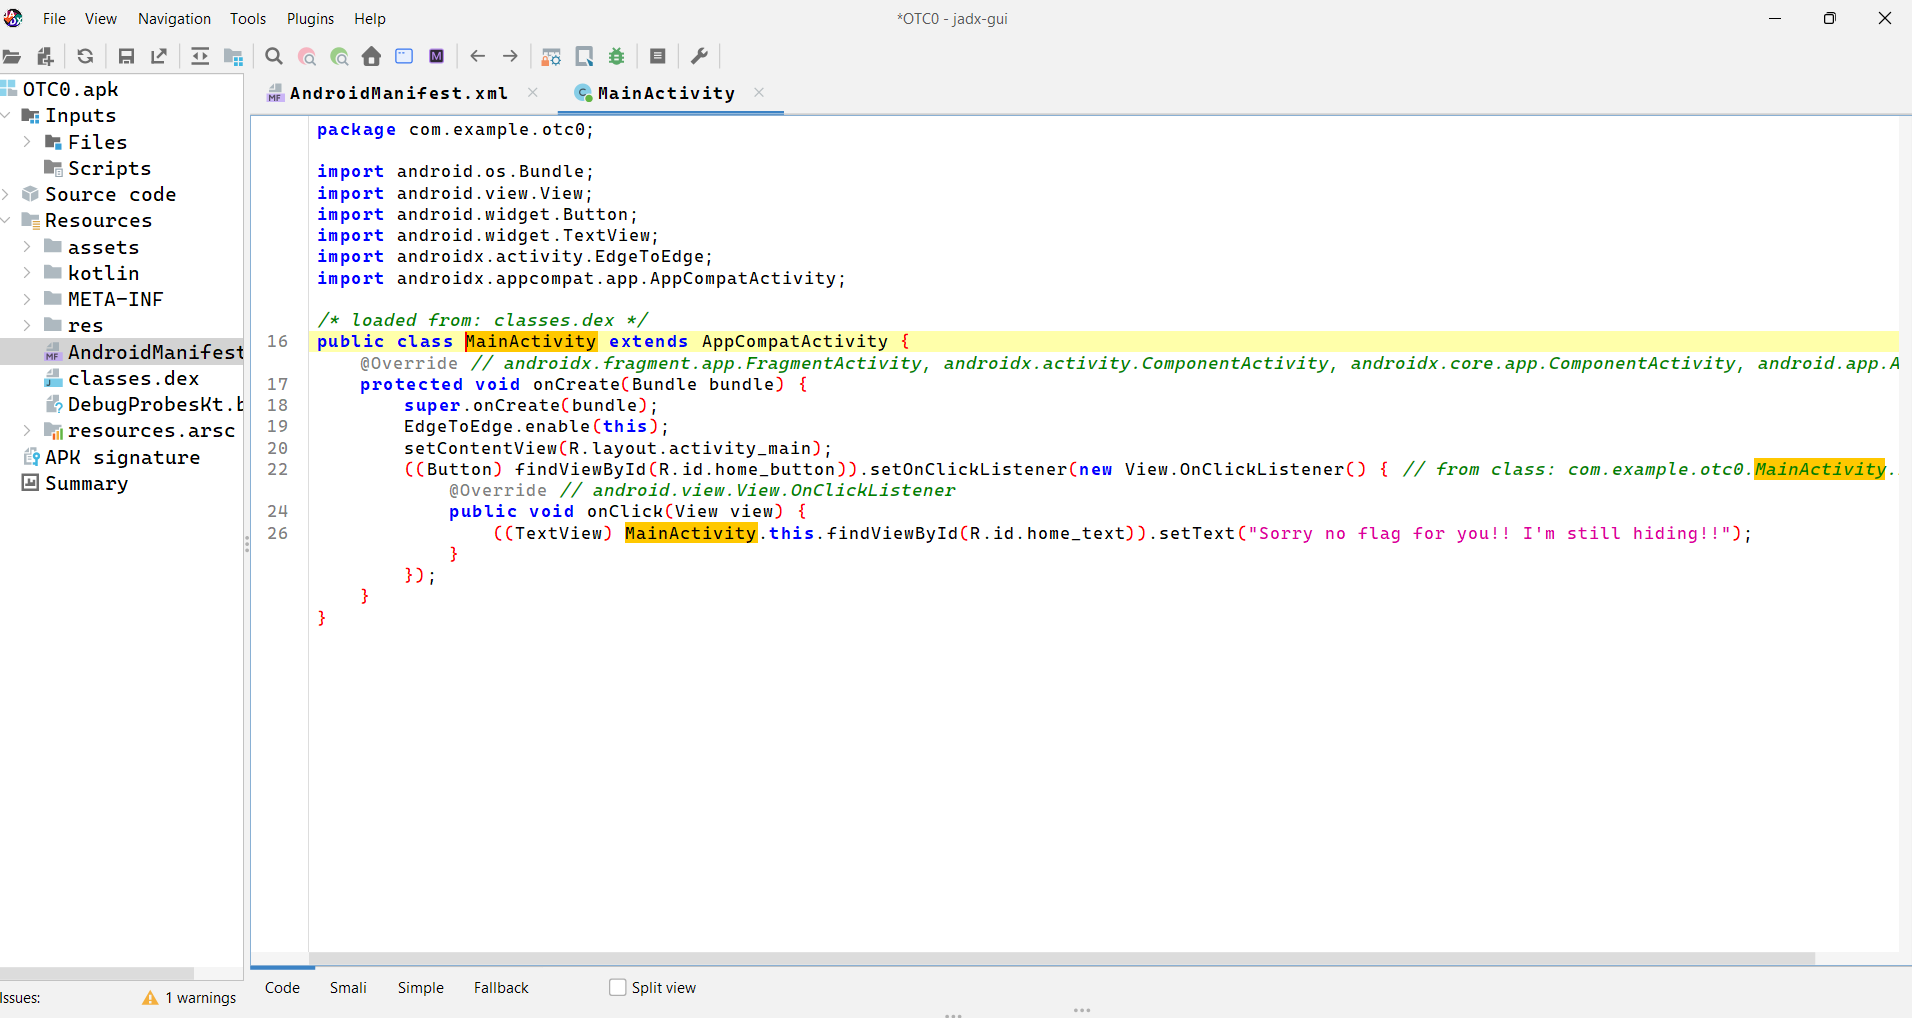 File View Navigation Tools Plugins Help
*OTC0 - jadx-gui
OTC0.apk
Inputs
Files
Scripts
Source code
Resources
assets
kotlin
META-INF
res
AndroidManifest
classes.dex
DebugProbesKt.b
resources.arsc
APK signature
Summary
AndroidManifest.xml
MainActivity
package com.example.otc0;
import android.os.Bundle;
import android.view.View;
import android.widget.Button;
import android.widget.TextView;
import androidx.activity.EdgeToEdge;
import androidx.appcompat.app.AppCompatActivity;
/* loaded from: classes.dex */
16 public class MainActivity extends AppCompatActivity {
@Override // androidx.fragment.app.FragmentActivity, androidx.activity.ComponentActivity, androidx.core.app.ComponentActivity, android.app.A
17 protected void onCreate(Bundle bundle) {
18 super.onCreate(bundle);
19 EdgeToEdge.enable(this);
20 setContentView(R.layout.activity_main);
22 ((Button) findViewById(R.id.home_button)).setOnClickListener(new View.OnClickListener() { // from class: com.example.otc0.MainActivity.
@Override // android.view.View.OnClickListener
24 public void onClick(View view) {
26 ((TextView) MainActivity.this.findViewById(R.id.home_text)).setText("Sorry no flag for you!! I'm still hiding!!");
}
});
}
}
Issues:
1 warnings
Code Smali Simple Fallback Split view